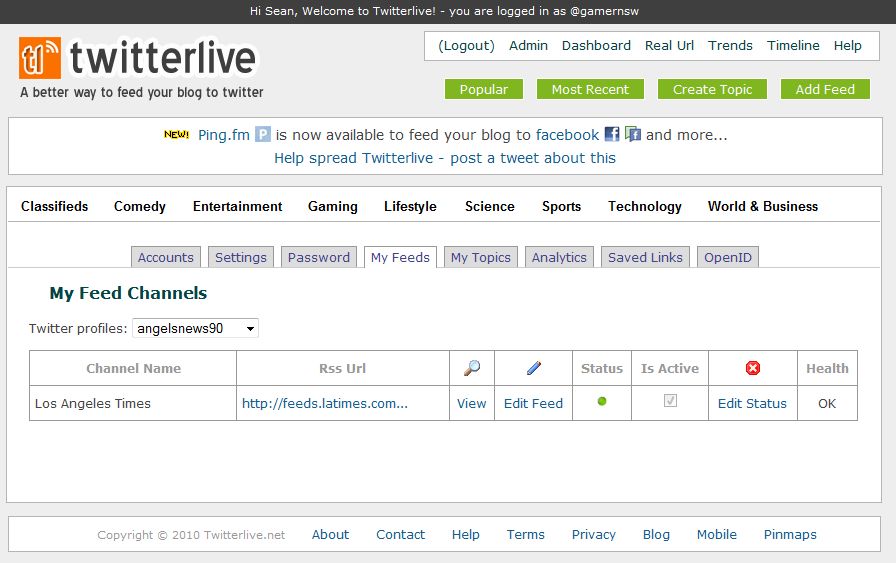 Hi Sean, Welcome to Twitterlive! - you are logged in as @gamernsw
tl twitterlive
A better way to feed your blog to twitter
(Logout) Admin Dashboard Real Url Trends Timeline Help
Popular Most Recent Create Topic Add Feed
NEW! Ping.fm P is now available to feed your blog to facebook f f and more...
Help spread Twitterlive - post a tweet about this
Classifieds Comedy Entertainment Gaming Lifestyle Science Sports Technology World & Business
Accounts Settings Password My Feeds My Topics Analytics Saved Links OpenID
My Feed Channels
Twitter profiles: angelsnews90
Channel Name Rss Url Status Is Active Health
Los Angeles Times http://feeds.latimes.com... View Edit Feed Edit Status OK
Copyright © 2010 Twitterlive.net About Contact Help Terms Privacy Blog Mobile Pinmaps